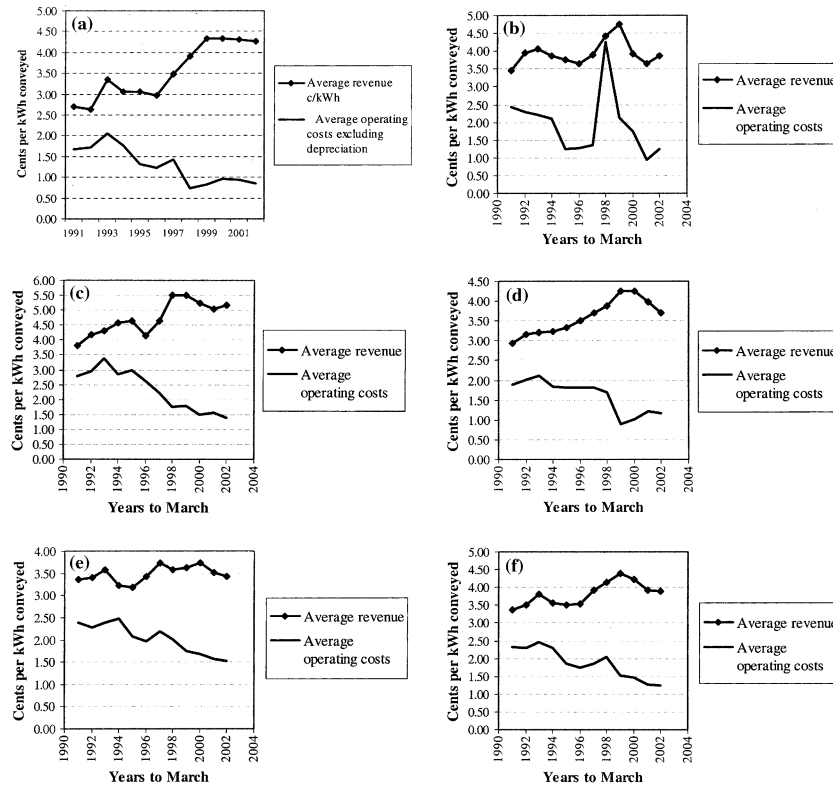 (a)
Cents per kWh conveyed
5.00
4.50
4.00
3.50
3.00
2.50
2.00
1.50
1.00
0.50
0.00
1991 1993 1995 1997 1999 2001
Average revenue
c/kWh
Average operating
costs excluding
depreciation
(b)
Cents per kWh conveyed
5.00
4.50
4.00
3.50
3.00
2.50
2.00
1.50
1.00
0.50
0.00
1990 1992 1994 1996 1998 2000 2002 2004
Years to March
Average revenue
Average
operating costs
(c)
Cents per kWh conveyed
6.00
5.50
5.00
4.50
4.00
3.50
3.00
2.50
2.00
1.50
1.00
0.50
0.00
1990 1992 1994 1996 1998 2000 2002 2004
Years to March
Average revenue
Average
operating costs
(d)
Cents per kWh conveyed
4.50
4.00
3.50
3.00
2.50
2.00
1.50
1.00
0.50
0.00
1990 1992 1994 1996 1998 2000 2002 2004
Years to March
Average revenue
Average
operating costs
(e)
Cents per kWh conveyed
4.00
3.50
3.00
2.50
2.00
1.50
1.00
0.50
0.00
1990 1992 1994 1996 1998 2000 2002 2004
Years to March
Average revenue
Average
operating costs
(f)
Cents per kWh conveyed
5.00
4.50
4.00
3.50
3.00
2.50
2.00
1.50
1.00
0.50
0.00
1990 1992 1994 1996 1998 2000 2002 2004
Years to March
Average revenue
Average
operating costs